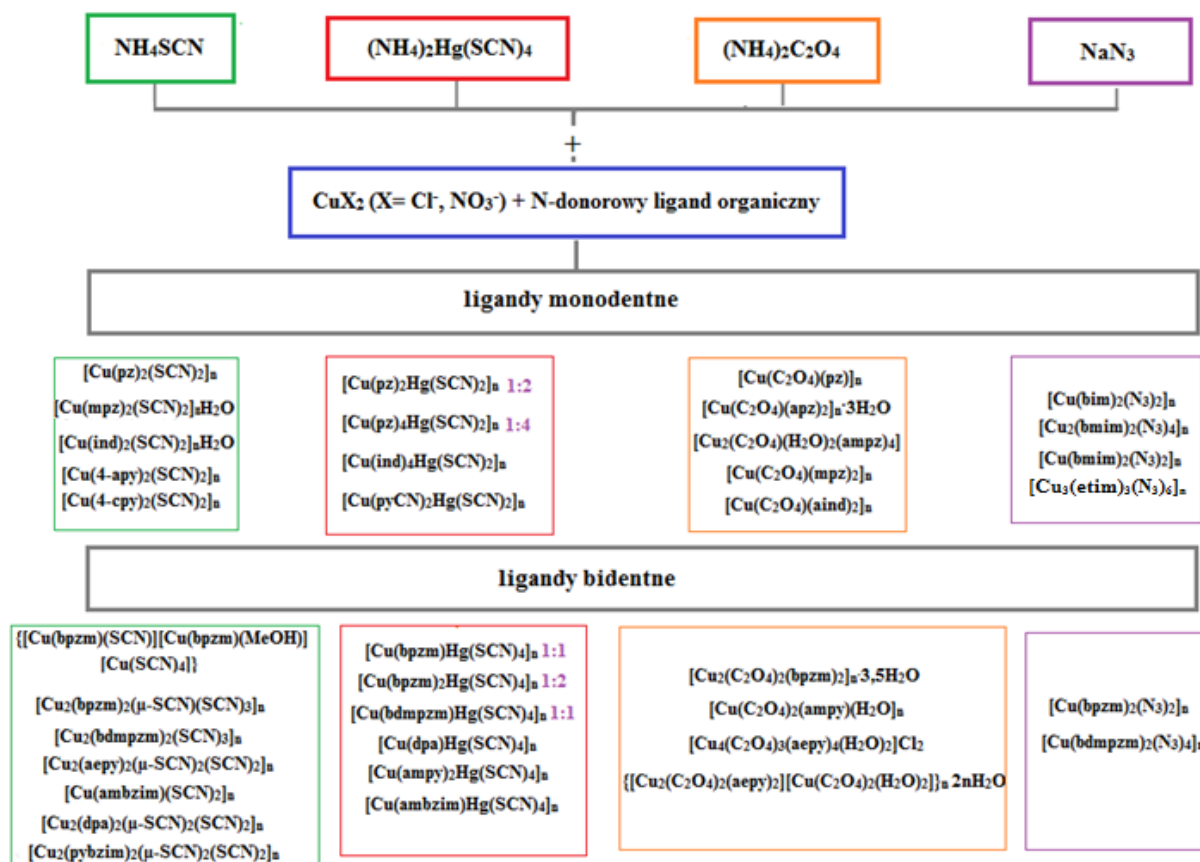 NH₄SCN
(NH₄)₂Hg(SCN)₄
(NH₄)₂C₂O₄
NaN₃
+
CuX₂ (X= Cl⁻, NO₃⁻) + N-donorowy ligand organiczny
ligandy monodentne
[Cu(pz)₂(SCN)₂]ₙ
[Cu(mpz)₂(SCN)₂]ₙH₂O
[Cu(ind)₂(SCN)₂]ₙH₂O
[Cu(4-apy)₂(SCN)₂]ₙ
[Cu(4-cpy)₂(SCN)₂]ₙ
[Cu(pz)₂Hg(SCN)₂]ₙ 1:2
[Cu(pz)₄Hg(SCN)₂]ₙ 1:4
[Cu(ind)₄Hg(SCN)₂]ₙ
[Cu(pyCN)₂Hg(SCN)₂]ₙ
[Cu(C₂O₄)(pz)]ₙ
[Cu(C₂O₄)(apz)₂]ₙ·3H₂O
[Cu₂(C₂O₄)(H₂O)₂(ampz)₄]
[Cu(C₂O₄)(mpz)₂]ₙ
[Cu(C₂O₄)(aind)₂]ₙ
[Cu(bim)₂(N₃)₂]ₙ
[Cu₂(bmim)₂(N₃)₄]ₙ
[Cu(bmim)₂(N₃)₂]ₙ
[Cu₃(etim)₃(N₃)₆]ₙ
ligandy bidentne
{[Cu(bpzm)(SCN)][Cu(bpzm)(MeOH)]
[Cu(SCN)₄]}
[Cu₂(bpzm)₂(μ-SCN)(SCN)₃]ₙ
[Cu₂(bdmpzm)₂(SCN)₃]ₙ
[Cu₂(aepy)₂(μ-SCN)₂(SCN)₂]ₙ
[Cu(ambzim)(SCN)₂]ₙ
[Cu₂(dpa)₂(μ-SCN)₂(SCN)₂]ₙ
[Cu₂(pybzim)₂(μ-SCN)₂(SCN)₂]ₙ
[Cu(bpzm)Hg(SCN)₄]ₙ 1:1
[Cu(bpzm)₂Hg(SCN)₄]ₙ 1:2
[Cu(bdmpzm)Hg(SCN)₄]ₙ 1:1
[Cu(dpa)Hg(SCN)₄]ₙ
[Cu(ampy)₂Hg(SCN)₄]ₙ
[Cu(ambzim)Hg(SCN)₄]ₙ
[Cu₂(C₂O₄)₂(bpzm)₂]ₙ·3,5H₂O
[Cu(C₂O₄)₂(ampy)(H₂O]ₙ
[Cu₄(C₂O₄)₃(aepy)₄(H₂O)₂]Cl₂
{[Cu₂(C₂O₄)₂(aepy)₂][Cu(C₂O₄)₂(H₂O)₂]}ₙ 2nH₂O
[Cu(bpzm)₂(N₃)₂]ₙ
[Cu(bdmpzm)₂(N₃)₄]ₙ